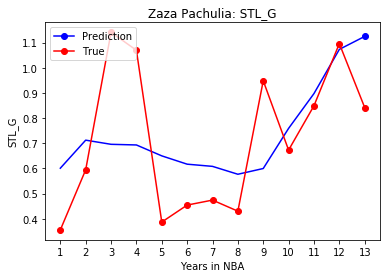 Zaza Pachulia: STL_G
Prediction
True
STL_G
1.1
1.0
0.9
0.8
0.7
0.6
0.5
0.4
1 2 3 4 5 6 7 8 9 10 11 12 13
Years in NBA